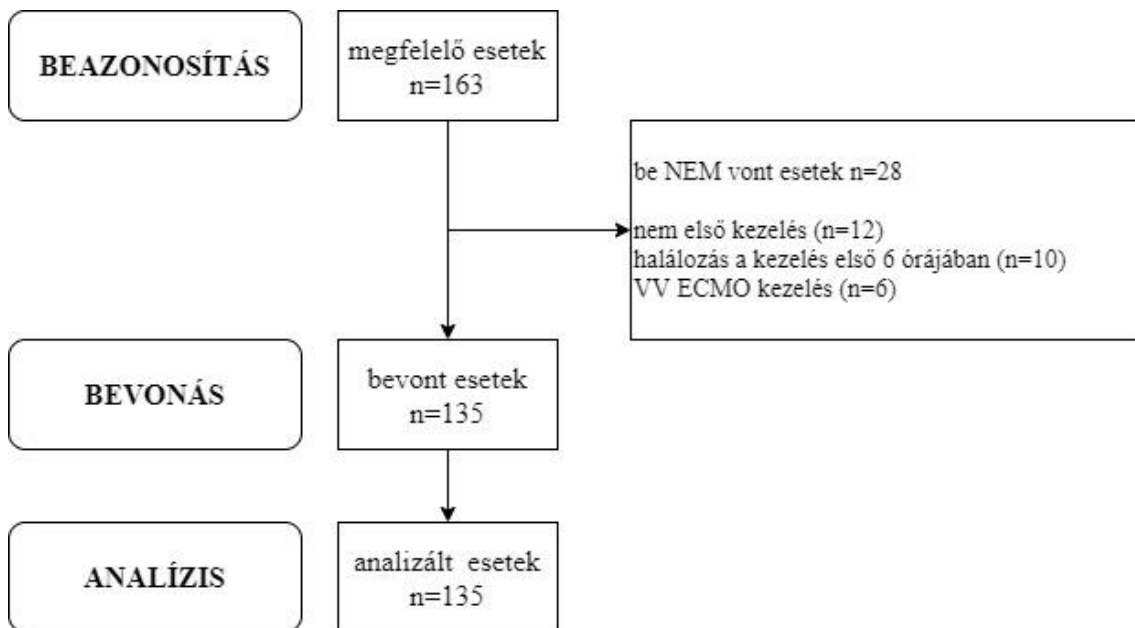 BEAZONOSÍTÁS
megfelelő esetek
n=163
be NEM vont esetek n=28
nem első kezelés (n=12)
halálozás a kezelés első 6 órájában (n=10)
VV ECMO kezelés (n=6)
BEVONÁS
bevont esetek
n=135
ANALÍZIS
analizált esetek
n=135